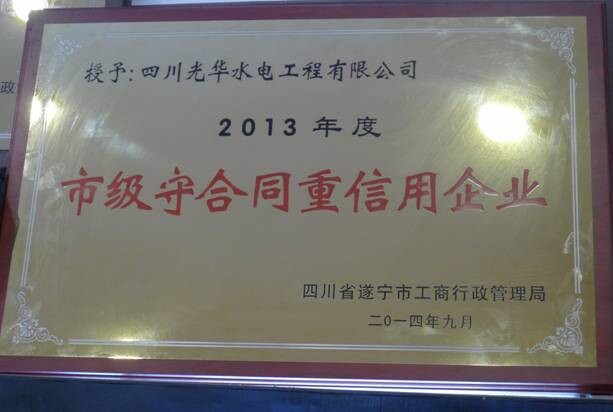 授予:四川光华水电工程有限公司
2013年度
市级守合同重信用企业
四川省遂宁市工商行政管理局
二0一四年九月
政